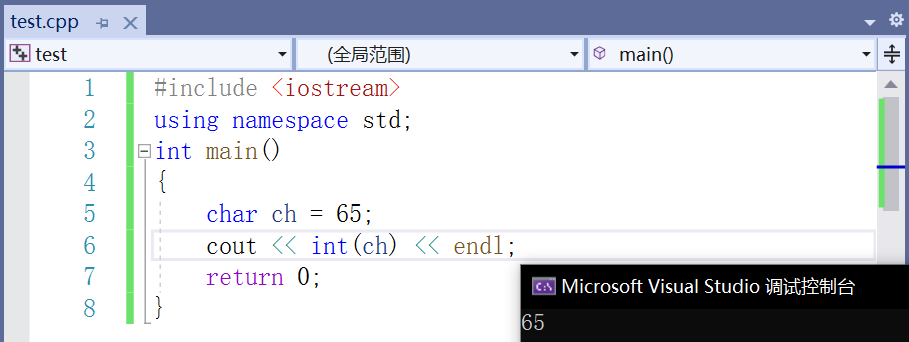 test.cpp
test (全局范围) main()
1 #include <iostream>
2 using namespace std;
3 int main()
4 {
5 char ch = 65;
6 cout << int(ch) << endl;
7 return 0;
8 }
Microsoft Visual Studio 调试控制台
65